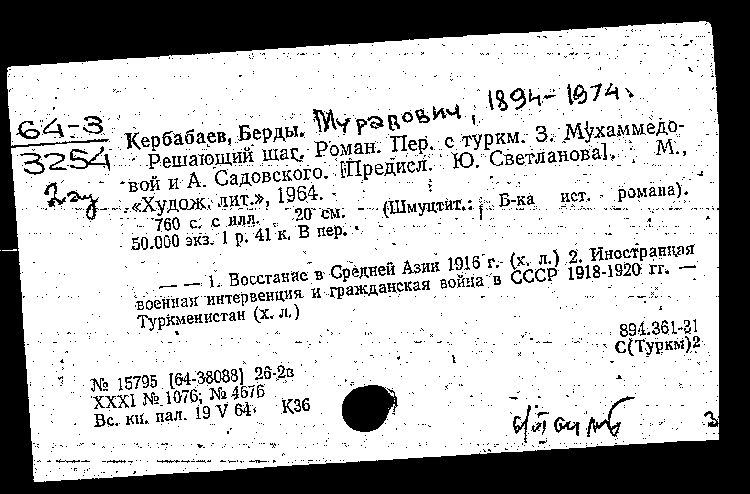 64-3
3254
2 эк
Кербабаев, Берды. Мурадович, 1894-1974.
Решающий шаг. Роман. Пер. с туркм. З. Мухаммедо-
вой и А. Садовского. [Предисл. Ю. Светланова]. М.,
«Худож. лит.», 1964.
760 с. с илл. 20 см. (Шмуцтит.: Б-ка ист. романа).
50.000 экз. 1 р. 41 к. В пер.
— — 1. Восстание в Средней Азии 1916 г. (х. л.) 2. Иностранная
военная интервенция и гражданская война в СССР 1918-1920 гг. —
Туркменистан (х. л.)
894.361-31
С(Туркм)2
№ 15795 [64-38088] 26-2в
XXXI № 1076; № 4676
Вс. кн. пал. 19 V 64 К36
З